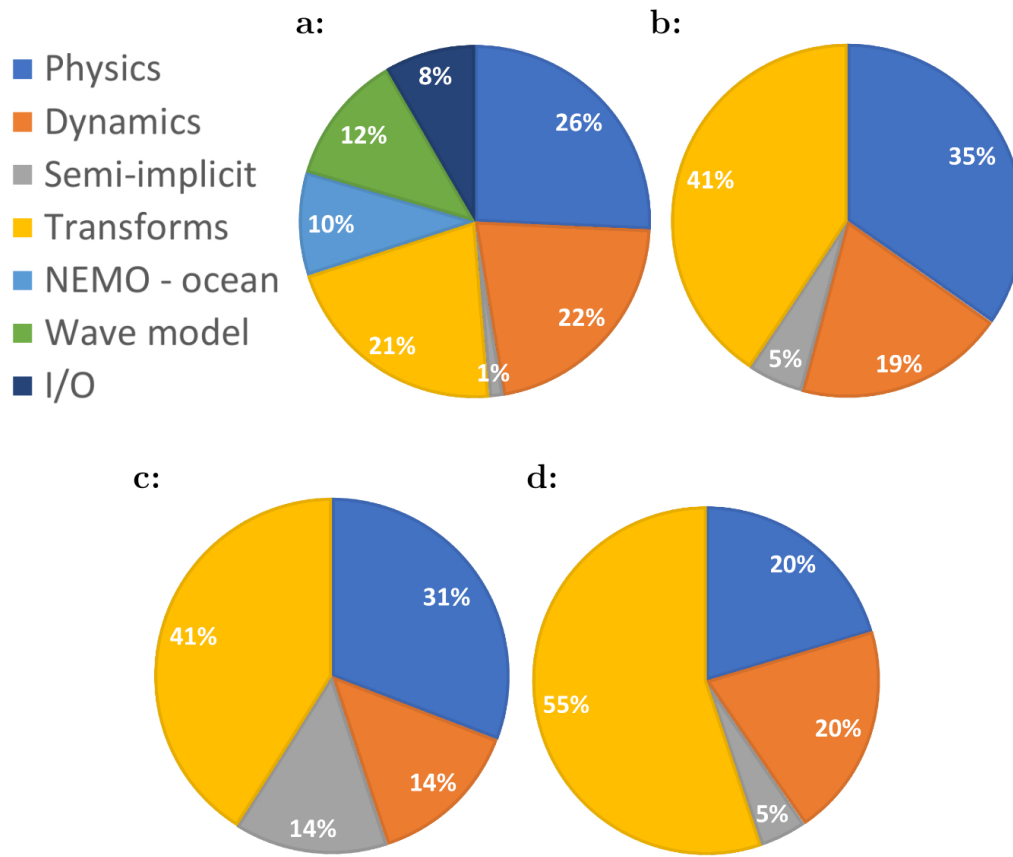 a:
b:
Physics
Dynamics
Semi-implicit
Transforms
NEMO - ocean
Wave model
I/O
8%
26%
12%
10%
22%
21%
1%
35%
41%
5%
19%
c:
d:
31%
41%
14%
14%
20%
55%
20%
5%